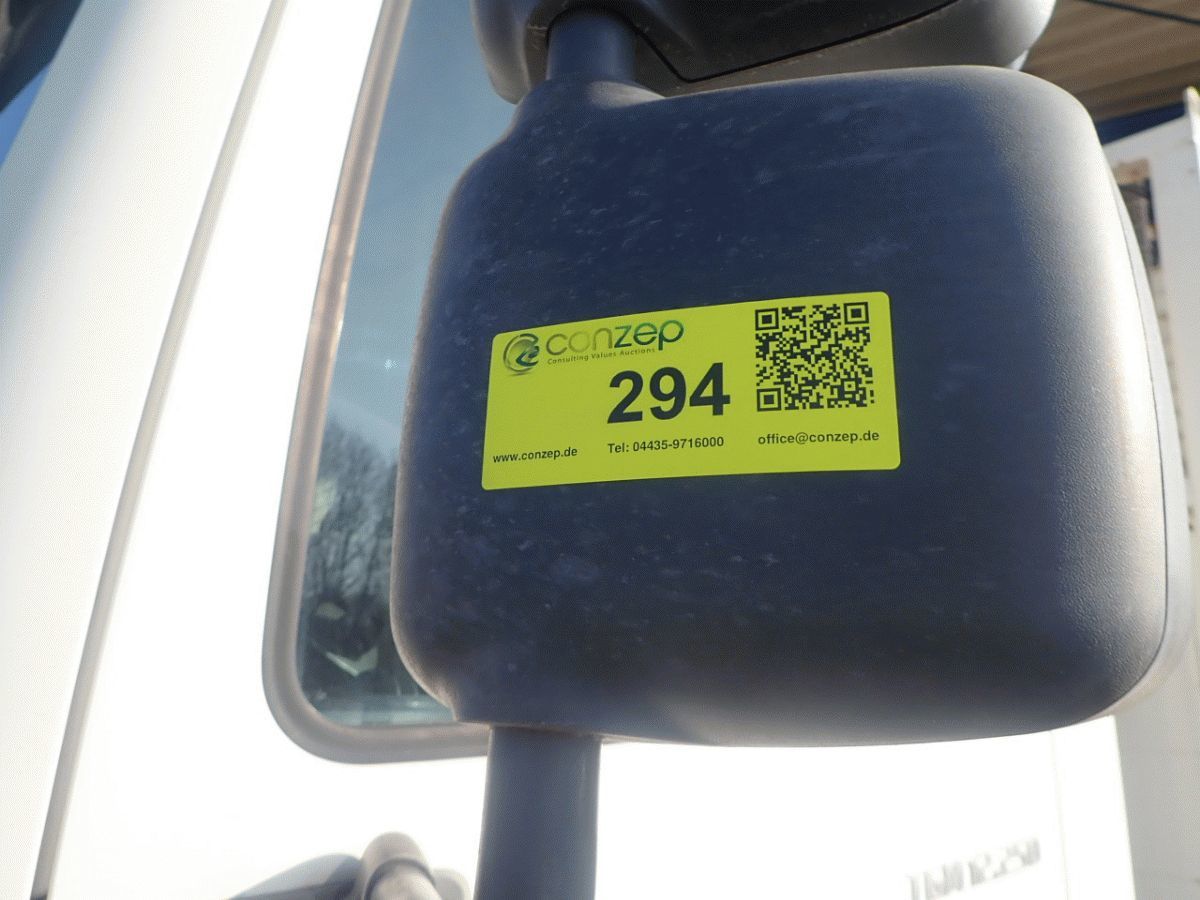 conzep
Consulting Values Auctions
294
www.conzep.de
Tel: 04435-9716000
office@conzep.de